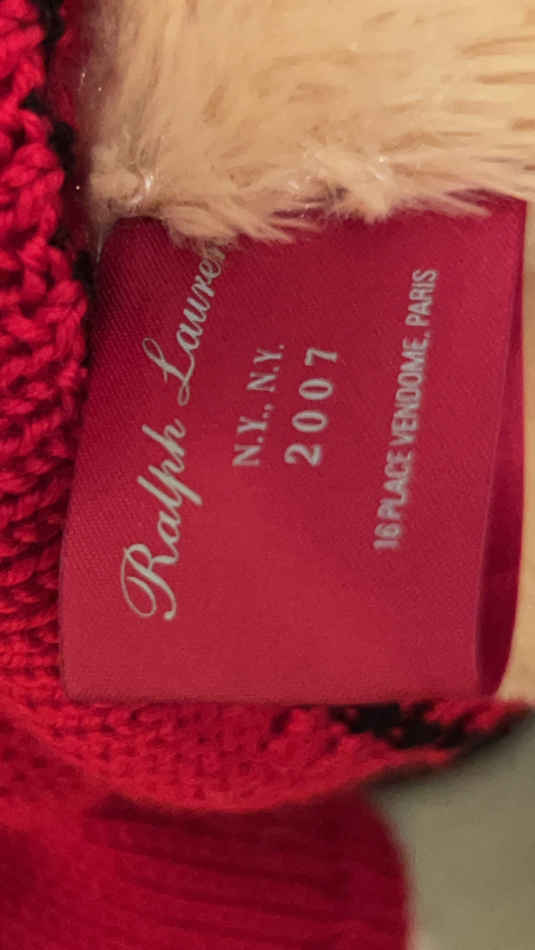 Ralph Lauren
N.Y., N.Y.
2007
16 PLACE VENDOME, PARIS